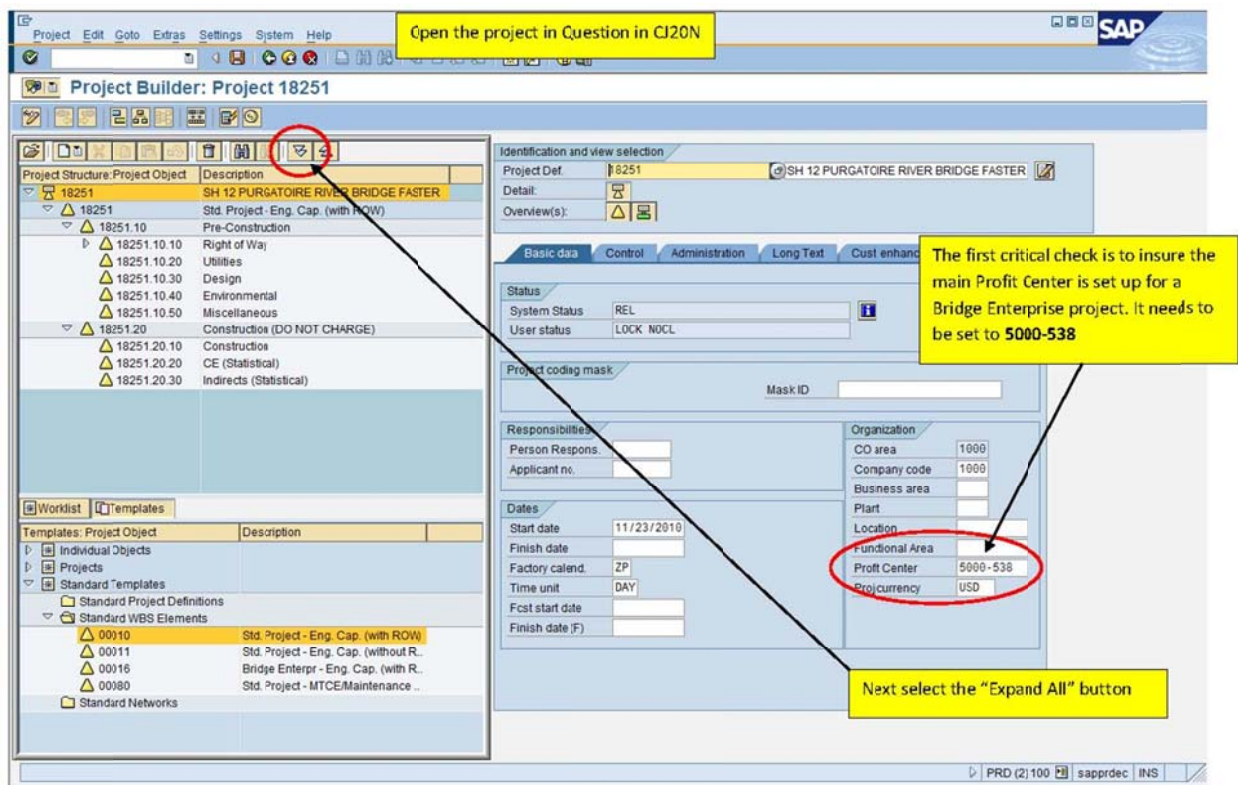 Project Edit Goto Extras Settings System Help
Open the project in Question in CJ20N
SAP
Project Builder: Project 18251
Project Structure: Project Object Description
18251 SH 12 PURGATOIRE RIVER BRIDGE FASTER
18251 Std. Project - Eng. Cap. (with ROW)
18251.10 Pre-Construction
18251.10.10 Right of Way
18251.10.20 Utilities
18251.10.30 Design
18251.10.40 Environmental
18251.10.50 Miscellaneous
18251.20 Construction (DO NOT CHARGE)
18251.20.10 Construction
18251.20.20 CE (Statistical)
18251.20.30 Indirects (Statistical)
Worklist Templates
Templates: Project Object Description
Individual Objects
Projects
Standard Templates
Standard Project Definitions
Standard WBS Elements
00010 Std. Project - Eng. Cap. (with ROW)
00011 Std. Project - Eng. Cap. (without R..
00016 Bridge Enterpr - Eng. Cap. (with R..
00080 Std. Project - MTCE/Maintenance ..
Standard Networks
Identification and view selection
Project Def. 18251 SH 12 PURGATOIRE RIVER BRIDGE FASTER
Detail:
Overview(s):
Basic data Control Administration Long Text Cust enhanc
The first critical check is to insure the
main Profit Center is set up for a
Bridge Enterprise project. It needs to
be set to 5000-538
Status
System Status REL
User status LOCK NOCL
Project coding mask
Mask ID
Responsibilities
Person Respons.
Applicant no.
Organization
CO area 1000
Company code 1000
Business area
Plant
Location
Functional Area
Profit Center 5000-538
Projcurrency USD
Dates
Start date 11/23/2010
Finish date
Factory calend. ZP
Time unit DAY
Fcst start date
Finish date (F)
Next select the “Expand All” button
PRD (2) 100 sapprdec INS